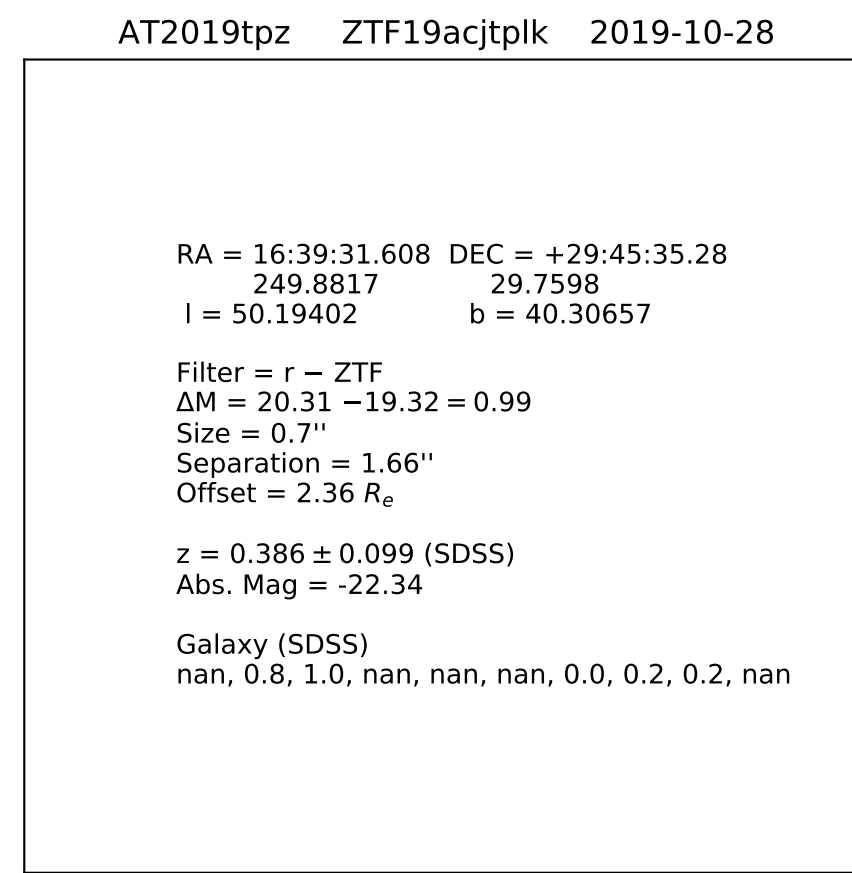 AT2019tpz ZTF19acjtplk 2019-10-28
RA = 16:39:31.608 DEC = +29:45:35.28
249.8817 29.7598
l = 50.19402 b = 40.30657
Filter = r − ZTF
ΔM = 20.31 −19.32 = 0.99
Size = 0.7''
Separation = 1.66''
Offset = 2.36 Rₑ
z = 0.386 ± 0.099 (SDSS)
Abs. Mag = -22.34
Galaxy (SDSS)
nan, 0.8, 1.0, nan, nan, nan, 0.0, 0.2, 0.2, nan